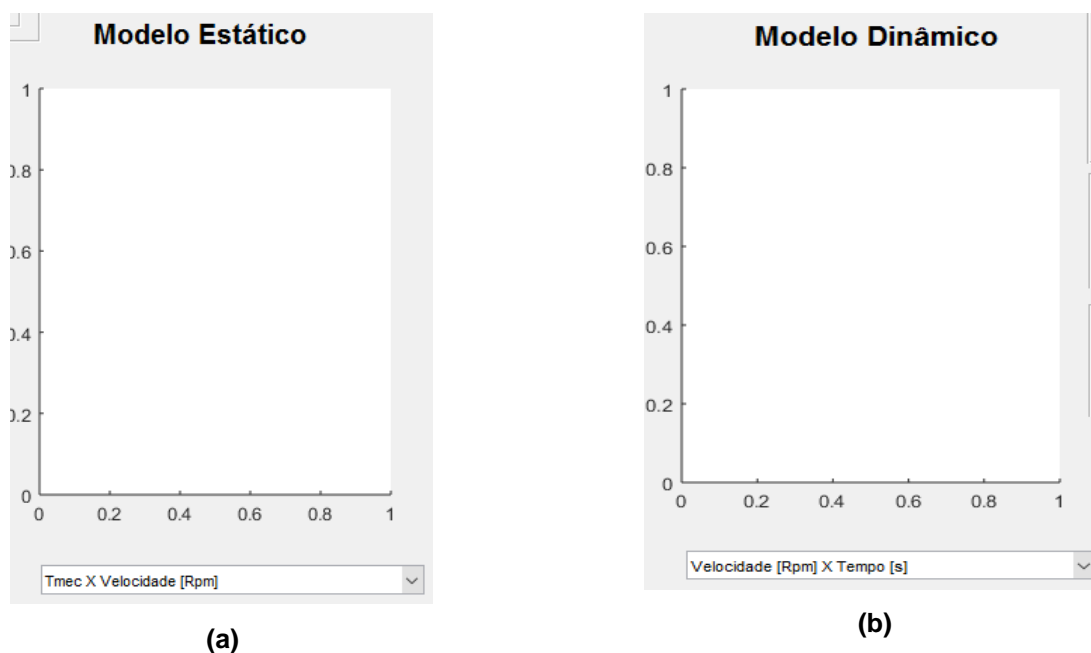 Modelo Estático
1
0.8
0.6
0.4
0.2
0
0 0.2 0.4 0.6 0.8 1
Tmec X Velocidade [Rpm]
(a)
Modelo Dinâmico
1
0.8
0.6
0.4
0.2
0
0 0.2 0.4 0.6 0.8 1
Velocidade [Rpm] X Tempo [s]
(b)